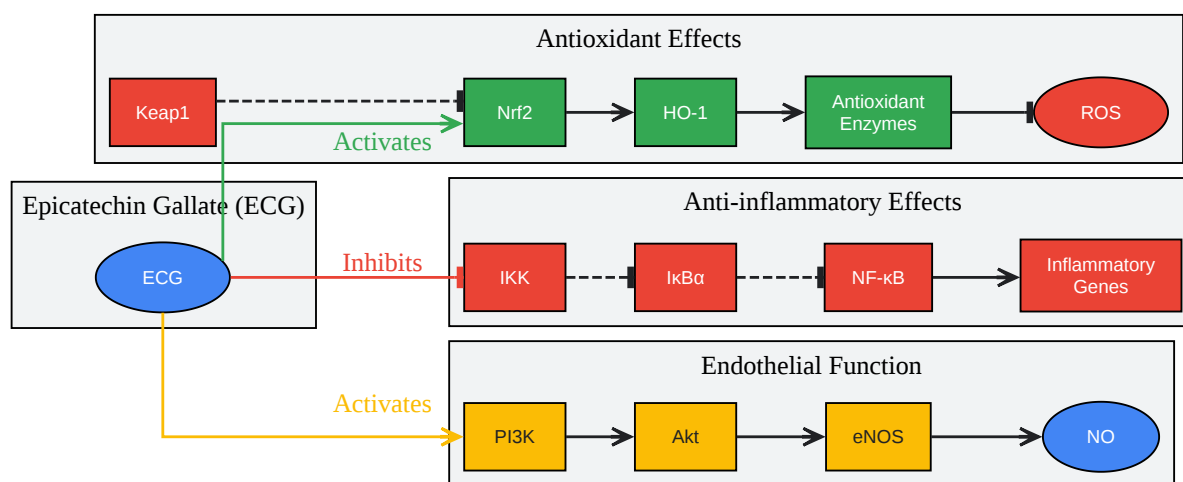 Antioxidant Effects
Keap1
Nrf2
HO-1
Antioxidant
Enzymes
ROS
Activates
Epicatechin Gallate (ECG)
ECG
Anti-inflammatory Effects
Inhibits
IKK
IκBα
NF-κB
Inflammatory
Genes
Endothelial Function
Activates
PI3K
Akt
eNOS
NO